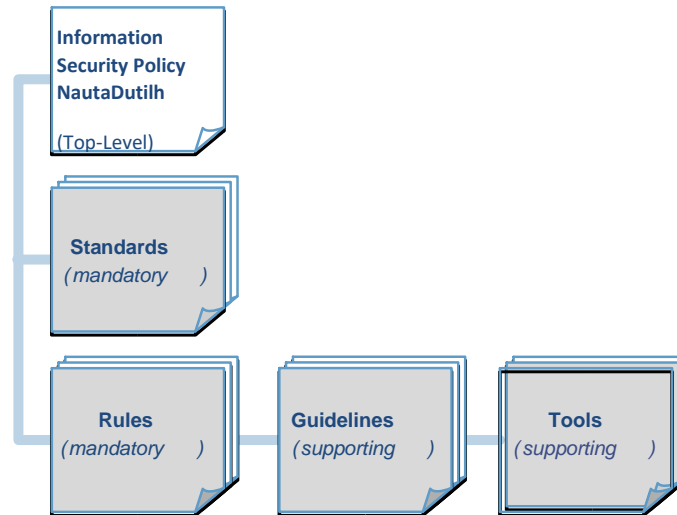 Information
Security Policy
NautaDutilh
(Top-Level)
Standards
(mandatory )
Rules
(mandatory )
Guidelines
(supporting )
Tools
(supporting )